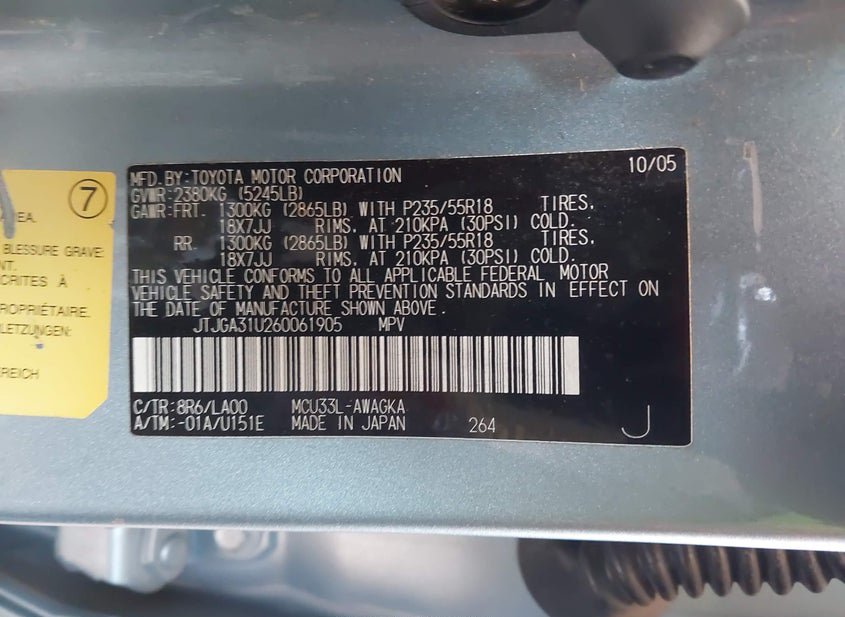 7
AREA.
BLESSURE GRAVE
NT.
CRITES À
PROPRIÉTAIRE.
LETZUNGEN:
EREICH
10/05
MFD. BY: TOYOTA MOTOR CORPORATION
GVWR: 2380KG (5245LB)
GAWR: FRT. 1300KG (2865LB) WITH P235/55R18 TIRES,
18X7JJ RIMS, AT 210KPA (30PSI) COLD.
RR. 1300KG (2865LB) WITH P235/55R18 TIRES,
18X7JJ RIMS, AT 210KPA (30PSI) COLD.
THIS VEHICLE CONFORMS TO ALL APPLICABLE FEDERAL MOTOR
VEHICLE SAFETY AND THEFT PREVENTION STANDARDS IN EFFECT ON
THE DATE OF MANUFACTURE SHOWN ABOVE.
JTJGA31U260061905 MPV
C/TR: 8R6/LA00 MCU33L-AWAGKA
A/TM: -01A/U151E MADE IN JAPAN 264 J